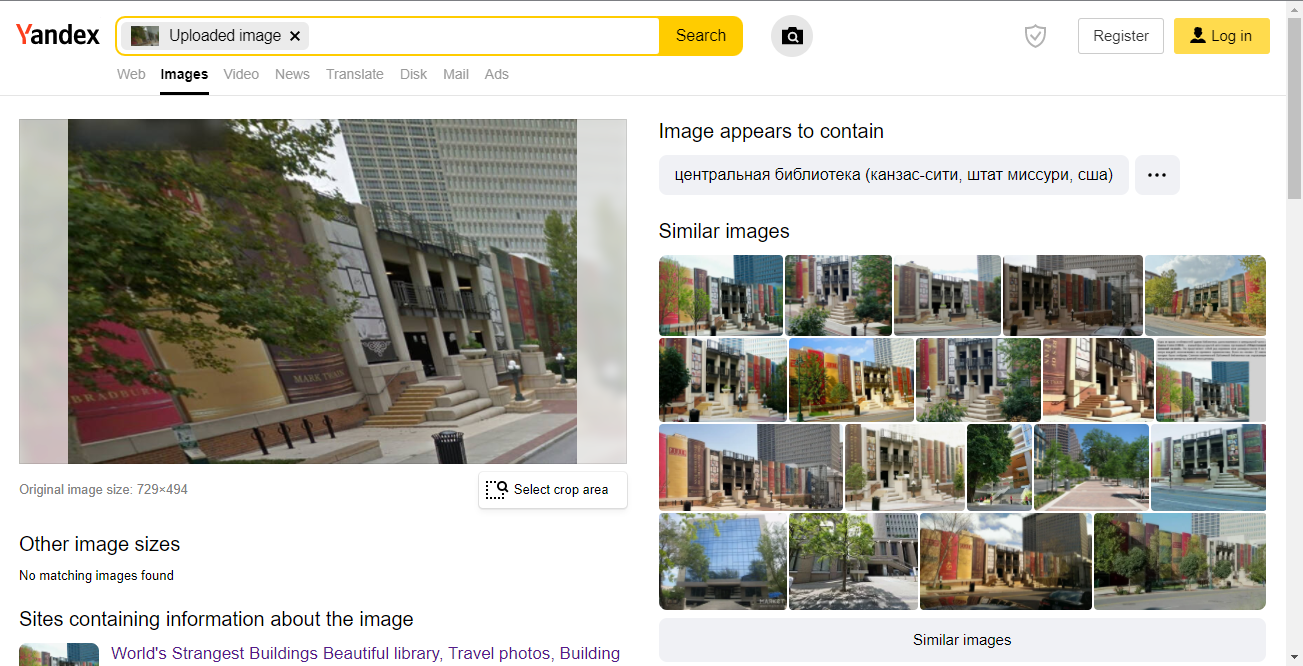 Yandex
Uploaded image ×
Search
Register
Log in
Web Images Video News Translate Disk Mail Ads
BRADBURY
MARK TWAIN
Original image size: 729×494
Select crop area
Other image sizes
No matching images found
Sites containing information about the image
World's Strangest Buildings Beautiful library, Travel photos, Building
Image appears to contain
центральная библиотека (канзас-сити, штат миссури, сша)
Similar images
Similar images